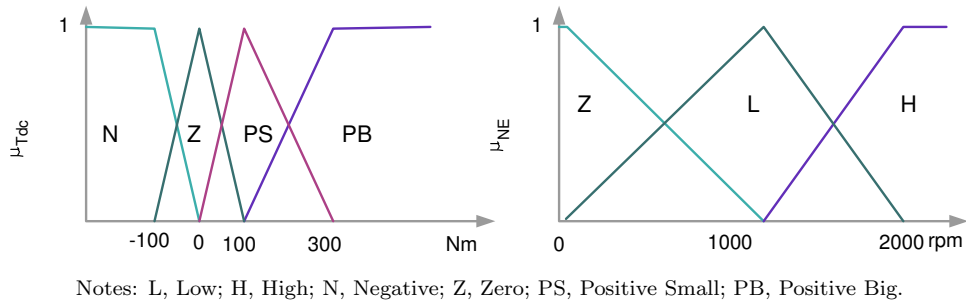 1
μTdc
N
Z
PS
PB
-100
0
100
300
Nm
1
μNE
Z
L
H
0
1000
2000
rpm
Notes: L, Low; H, High; N, Negative; Z, Zero; PS, Positive Small; PB, Positive Big.